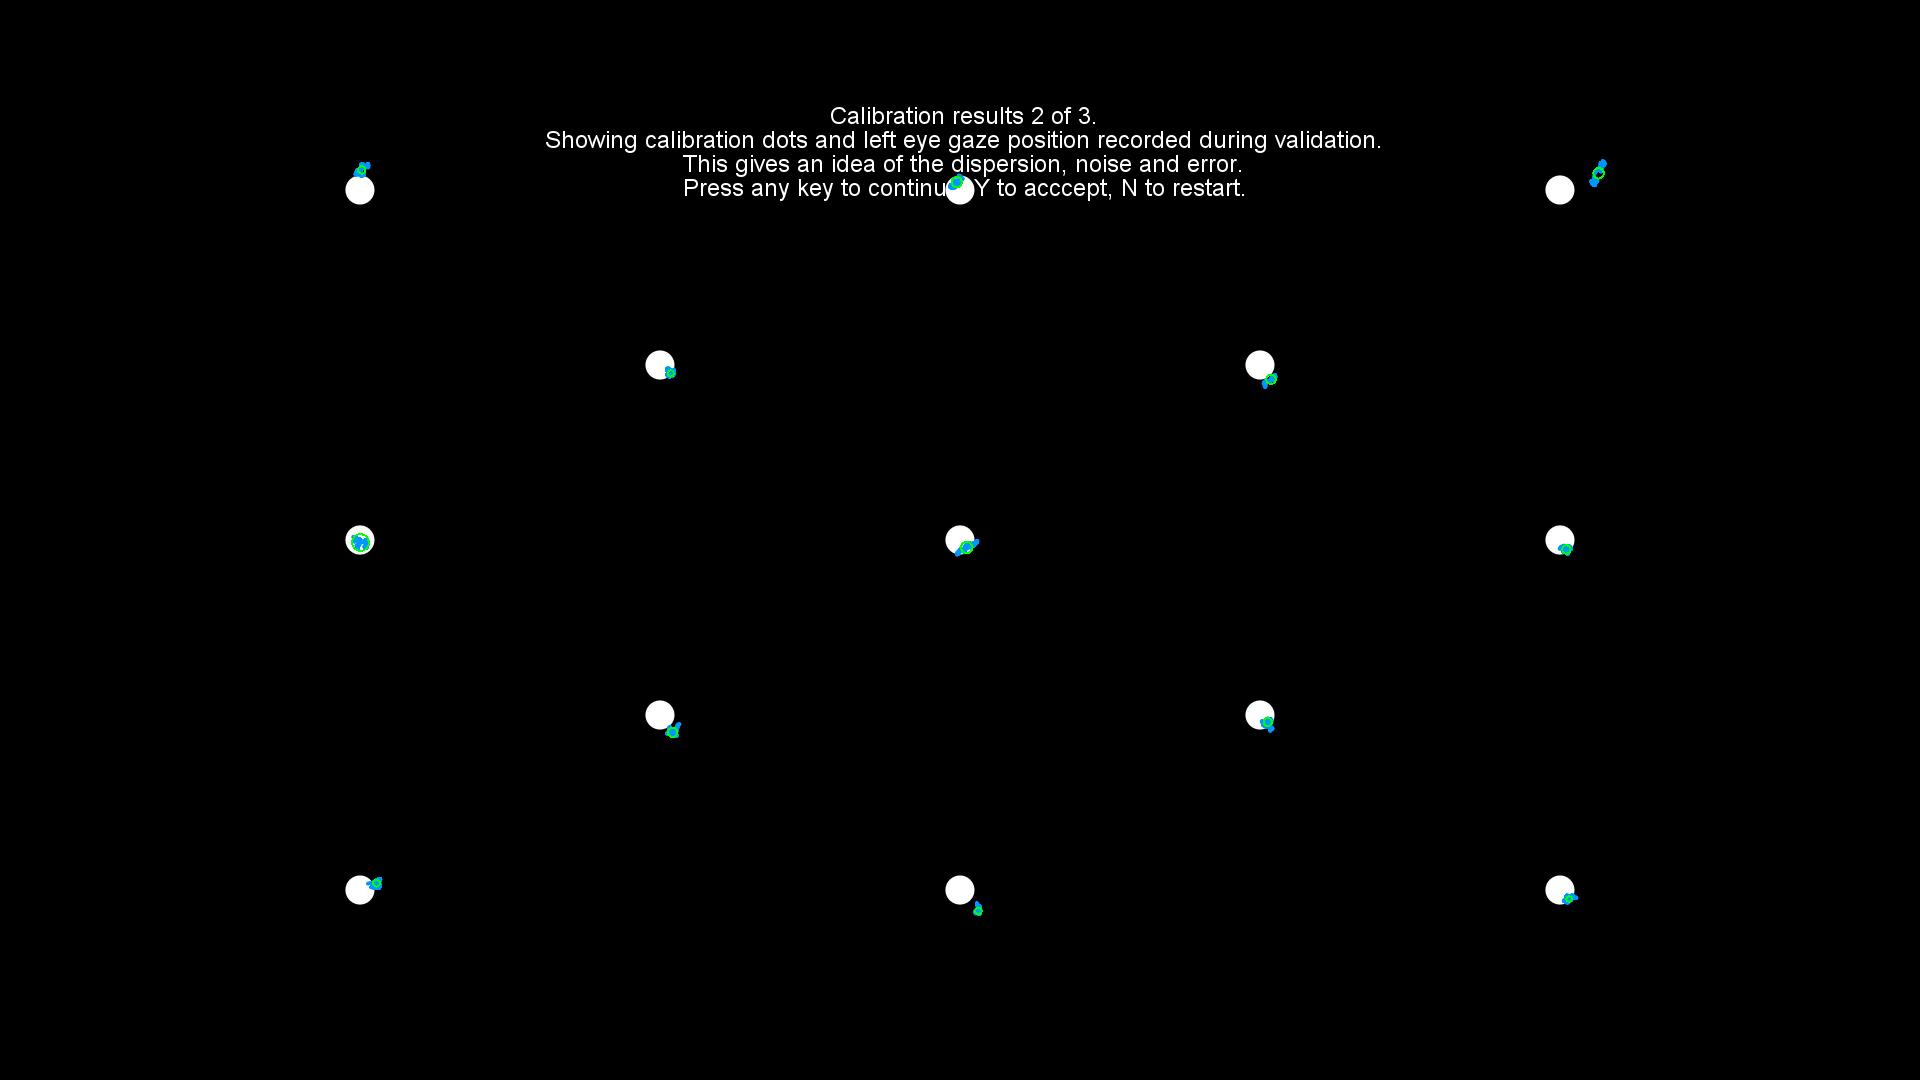 Calibration results 2 of 3.
Showing calibration dots and left eye gaze position recorded during validation.
This gives an idea of the dispersion, noise and error.
Press any key to continu Y to acccept, N to restart.